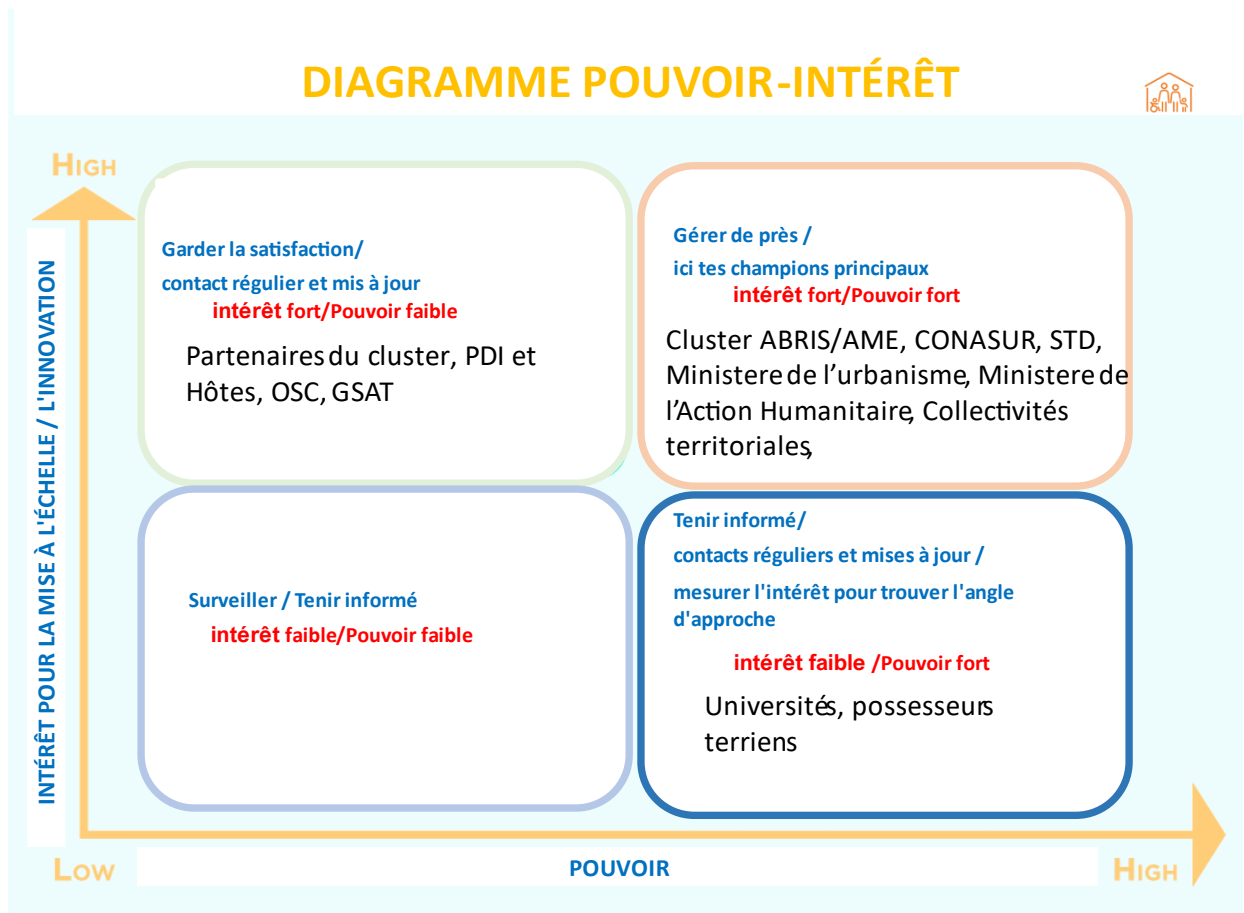 DIAGRAMME POUVOIR-INTÉRÊT
HIGH
INTÉRÊT POUR LA MISE À L'ÉCHELLE / L'INNOVATION
Garder la satisfaction/
contact régulier et mis à jour
intérêt fort/Pouvoir faible
Partenaires du cluster, PDI et
Hôtes, OSC, GSAT
Gérer de près /
ici tes champions principaux
intérêt fort/Pouvoir fort
Cluster ABRIS/AME, CONASUR, STD,
Ministere de l’urbanisme, Ministere de
l’Action Humanitaire, Collectivités
territoriales,
Surveiller / Tenir informé
intérêt faible/Pouvoir faible
Tenir informé/
contacts réguliers et mises à jour /
mesurer l'intérêt pour trouver l'angle
d'approche
intérêt faible /Pouvoir fort
Universités, possesseurs
terriens
LOW
POUVOIR
HIGH